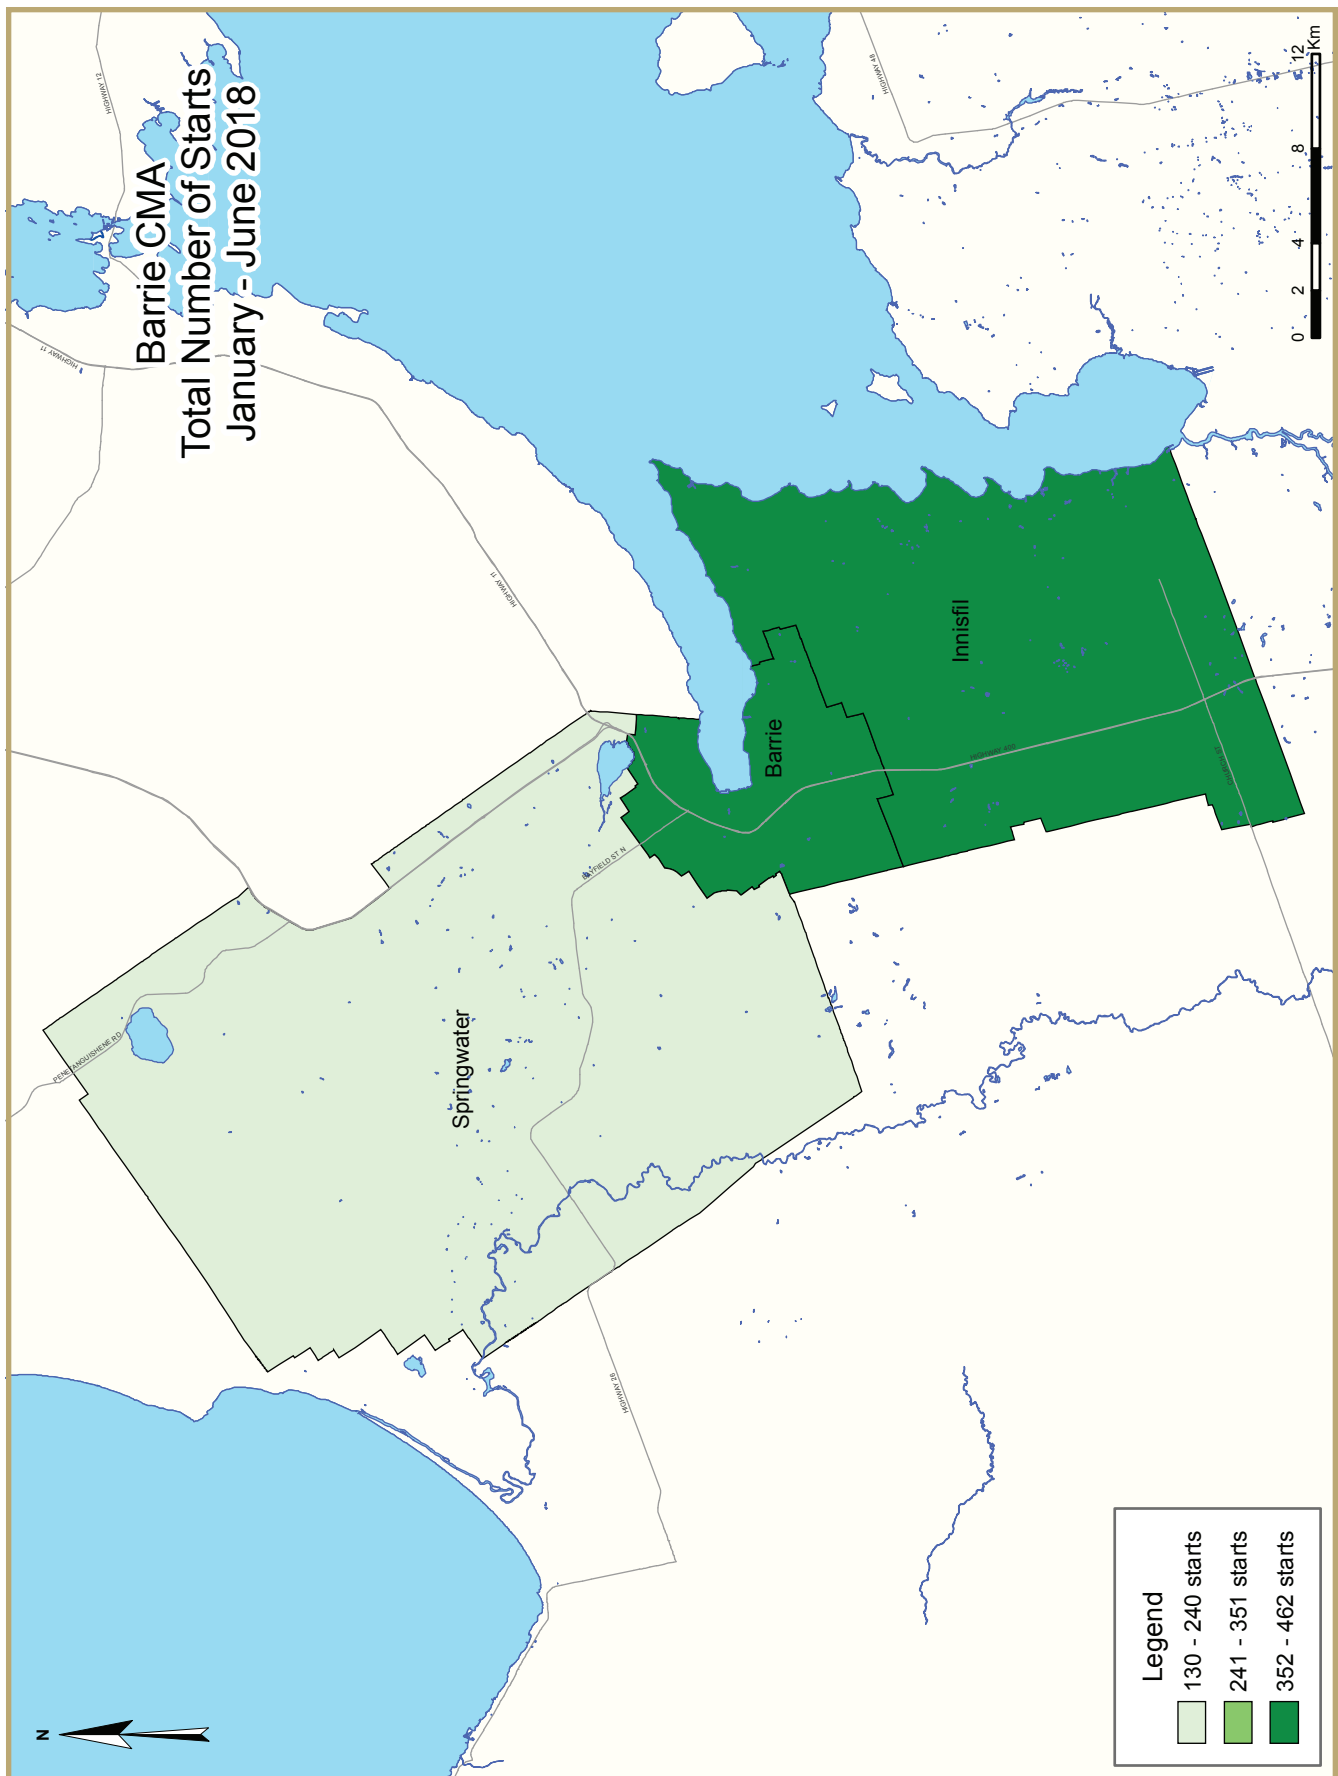 Barrie CMA
Total Number of Starts
January - June 2018
N
HIGHWAY 12
HIGHWAY 11
HIGHWAY 48
HIGHWAY 11
PENETANGUISHENE RD
BAYFIELD ST N
HIGHWAY 26
HIGHWAY 400
Springwater
Barrie
Innisfil
Legend
130 - 240 starts
241 - 351 starts
352 - 462 starts
0 2 4 8 12
Km